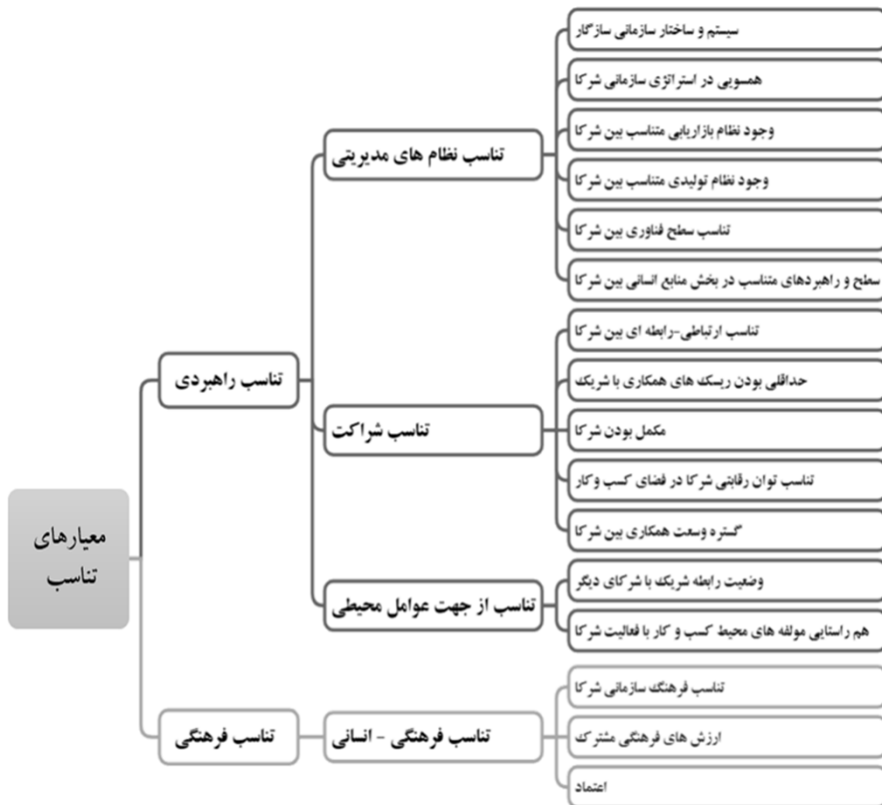 معیارهای
تناسب
تناسب راهبردی
تناسب نظام های مدیریتی
سیستم و ساختار سازمانی سازگار
همسویی در استراتژی سازمانی شرکا
وجود نظام بازاریابی متناسب بین شرکا
وجود نظام تولیدی متناسب بین شرکا
تناسب سطح فناوری بین شرکا
سطح و راهبردهای متناسب در بخش منابع انسانی بین شرکا
تناسب شراکت
تناسب ارتباطی-رابطه ای بین شرکا
حداقلی بودن ریسک های همکاری با شریک
مکمل بودن شرکا
تناسب توان رقابتی شرکا در فضای کسب وکار
گستره وسعت همکاری بین شرکا
تناسب از جهت عوامل محیطی
وضعیت رابطه شریک با شرکای دیگر
هم راستایی مولفه های محیط کسب و کار با فعالیت شرکا
تناسب فرهنگی
تناسب فرهنگی - انسانی
تناسب فرهنگ سازمانی شرکا
ارزش های فرهنگی مشترک
اعتماد